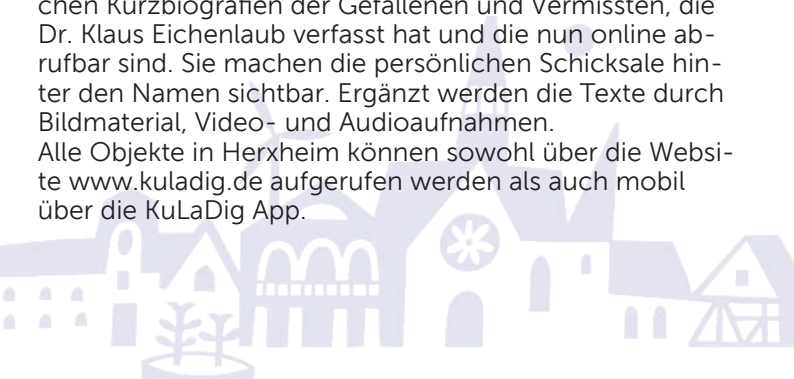 chen Kurzbiografien der Gefallenen und Vermissten, die
Dr. Klaus Eichenlaub verfasst hat und die nun online ab-
rufbar sind. Sie machen die persönlichen Schicksale hin-
ter den Namen sichtbar. Ergänzt werden die Texte durch
Bildmaterial, Video- und Audioaufnahmen.
Alle Objekte in Herxheim können sowohl über die Websi-
te www.kuladig.de aufgerufen werden als auch mobil
über die KuLaDig App.